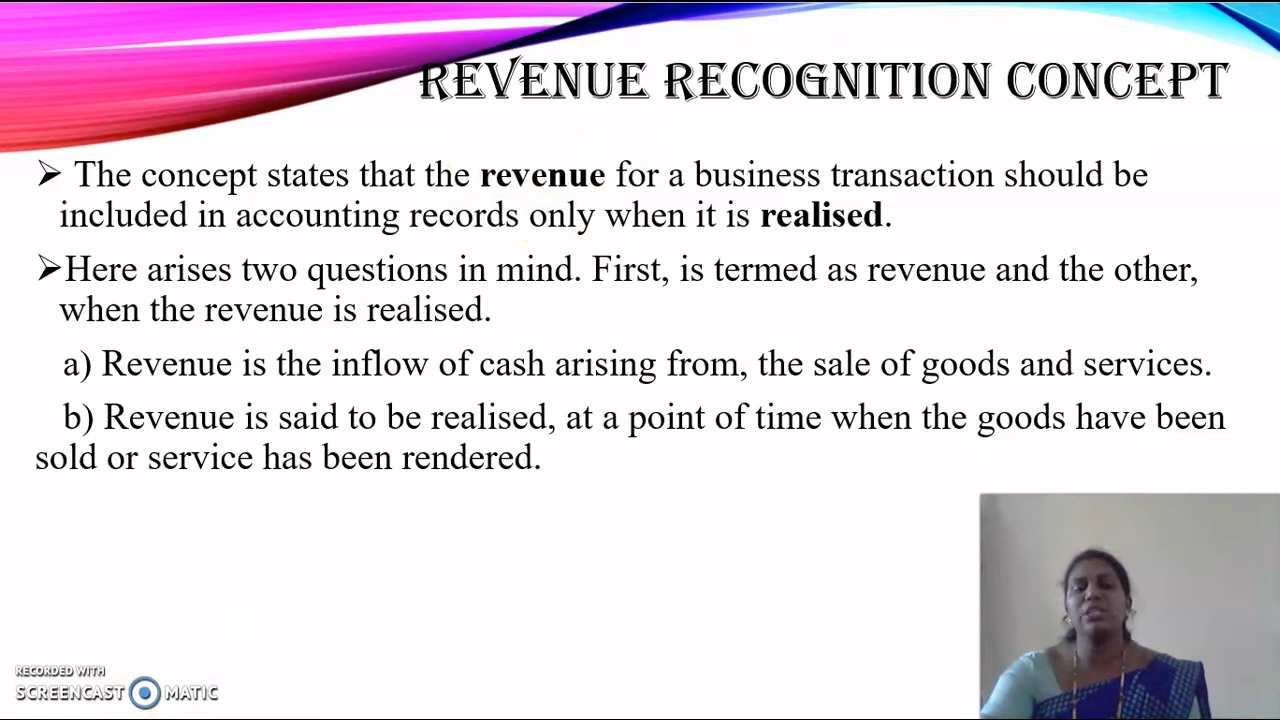 REVENUE RECOGNITION CONCEPT
➢ The concept states that the revenue for a business transaction should be
included in accounting records only when it is realised.
➢Here arises two questions in mind. First, is termed as revenue and the other,
when the revenue is realised.
a) Revenue is the inflow of cash arising from, the sale of goods and services.
b) Revenue is said to be realised, at a point of time when the goods have been
sold or service has been rendered.
RECORDED WITH
SCREENCAST MATIC